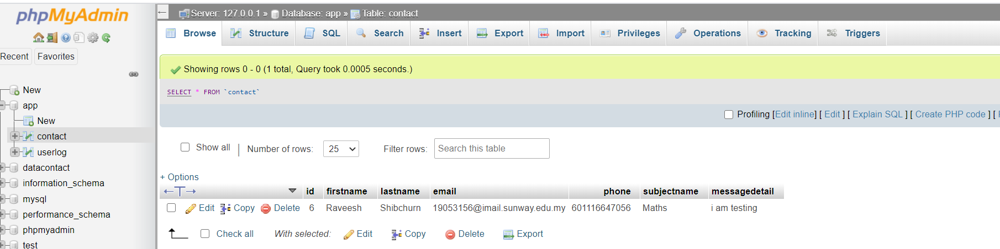 phpMyAdmin
Recent Favorites
New
app
New
contact
userlog
datacontact
information_schema
mysql
performance_schema
phpmyadmin
test
← Server: 127.0.0.1 » Database: app » Table: contact
Browse Structure SQL Search Insert Export Import Privileges Operations Tracking Triggers
Showing rows 0 - 0 (1 total, Query took 0.0005 seconds.)
SELECT * FROM `contact`
Profiling [Edit inline] [ Edit ] [ Explain SQL ] [ Create PHP code ] [
Show all | Number of rows: 25 Filter rows: Search this table
+ Options
←T→ id firstname lastname email phone subjectname messagedetail
Edit Copy Delete 6 Raveesh Shibchurn 19053156@imail.sunway.edu.my 601116647056 Maths i am testing
Check all With selected: Edit Copy Delete Export